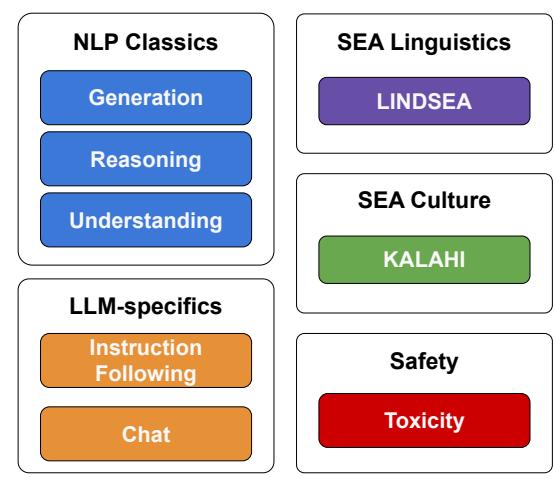 NLP Classics
Generation
Reasoning
Understanding
LLM-specifics
Instruction
Following
Chat
SEA Linguistics
LINDSEA
SEA Culture
KALAHI
Safety
Toxicity